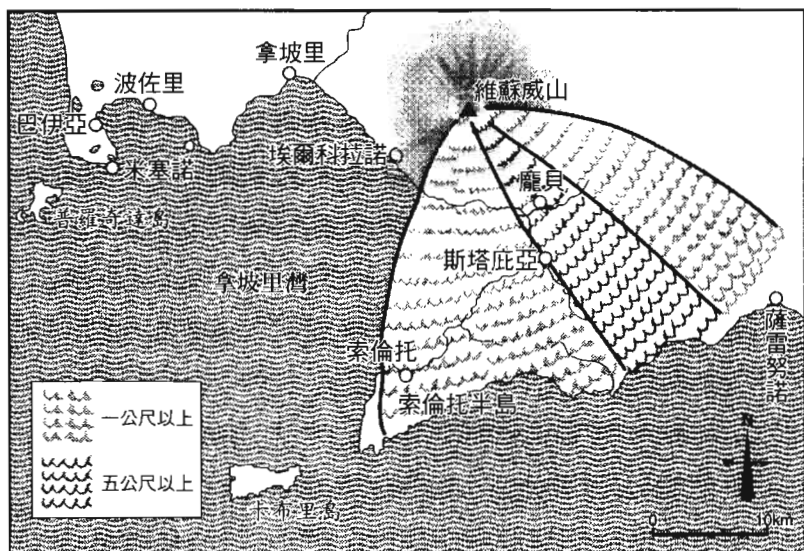 拿坡里
波佐里
維蘇威山
巴伊亞
埃爾科拉諾
米塞諾
龐貝
普羅奇達島
斯塔庇亞
拿坡里灣
薩雷努諾
索倫托
索倫托半島
一公尺以上
五公尺以上
卡布里島
N
0 10km